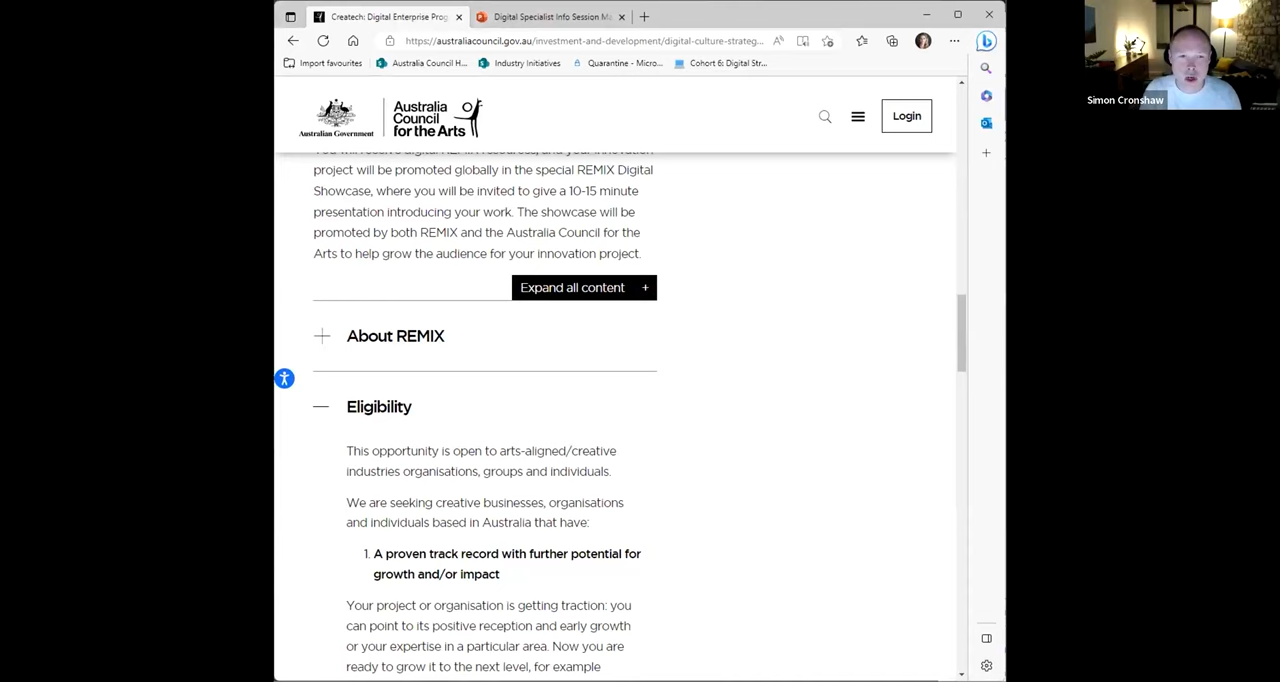 Createch: Digital Enterprise Prog
Digital Specialist Info Session Ma
https://australiacouncil.gov.au/investment-and-development/digital-culture-strateg...
Import favourites
Australia Council H...
Industry Initiatives
Quarantine - Micro...
Cohort 6: Digital Str...
Simon Cronshaw
Australian Government
Australia
Council
for the Arts
Login
project will be promoted globally in the special REMIX Digital
Showcase, where you will be invited to give a 10-15 minute
presentation introducing your work. The showcase will be
promoted by both REMIX and the Australia Council for the
Arts to help grow the audience for your innovation project.
Expand all content +
About REMIX
Eligibility
This opportunity is open to arts-aligned/creative
industries organisations, groups and individuals.
We are seeking creative businesses, organisations
and individuals based in Australia that have:
1. A proven track record with further potential for
growth and/or impact
Your project or organisation is getting traction: you
can point to its positive reception and early growth
or your expertise in a particular area. Now you are
ready to grow it to the next level, for example